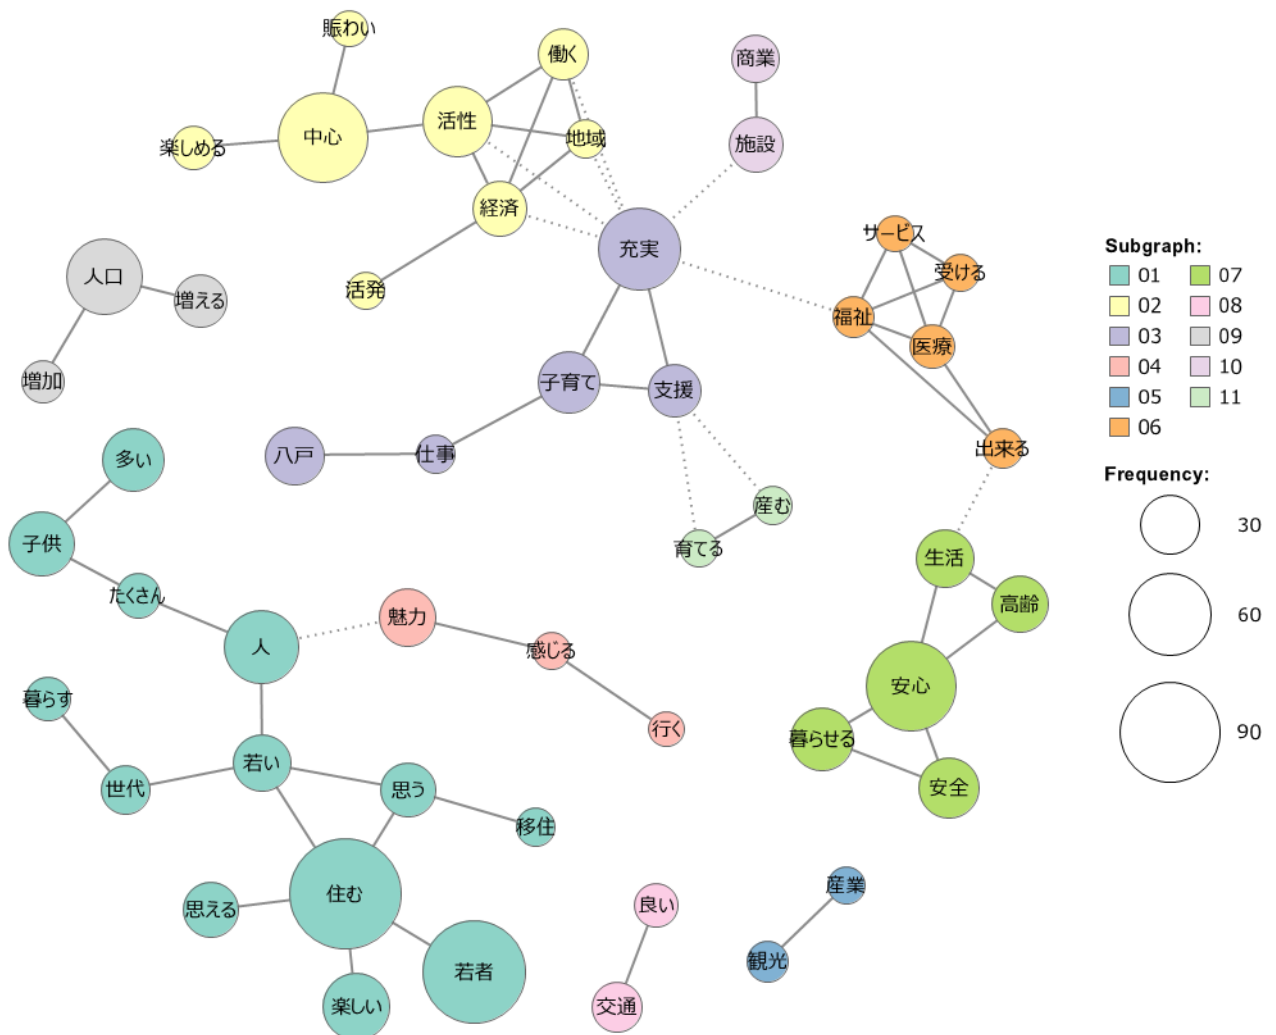 賑わい
働く
商業
中心
活性
地域
施設
楽しめる
経済
サービス
充実
受ける
人口
増える
活発
福祉
医療
増加
子育て
支援
八戸
仕事
出来る
多い
産む
子供
育てる
生活
たくさん
高齢
人
魅力
感じる
安心
暮らす
行く
暮らせる
若い
世代
思う
安全
移住
住む
思える
良い
産業
若者
観光
楽しい
交通
Subgraph:
01 07
02 08
03 09
04 10
05 11
06
Frequency:
30
60
90